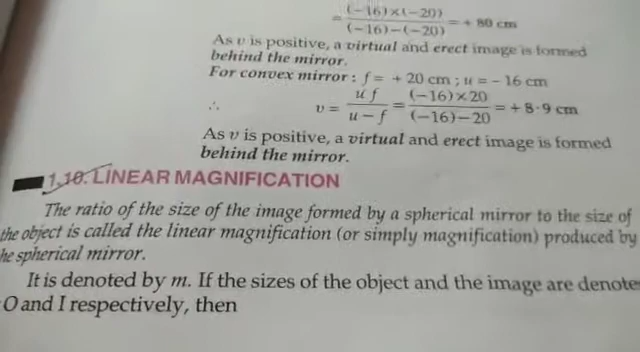 = (−16)×(−20) / (−16)−(−20) = + 80 cm
As υ is positive, a virtual and erect image is formed
behind the mirror.
For convex mirror : f = + 20 cm ; u = − 16 cm
∴ υ = u f / u − f = (−16)×20 / (−16)−20 = + 8·9 cm
As υ is positive, a virtual and erect image is formed
behind the mirror.
1.10. LINEAR MAGNIFICATION
The ratio of the size of the image formed by a spherical mirror to the size of
the object is called the linear magnification (or simply magnification) produced by
he spherical mirror.
It is denoted by m. If the sizes of the object and the image are denote
O and I respectively, then